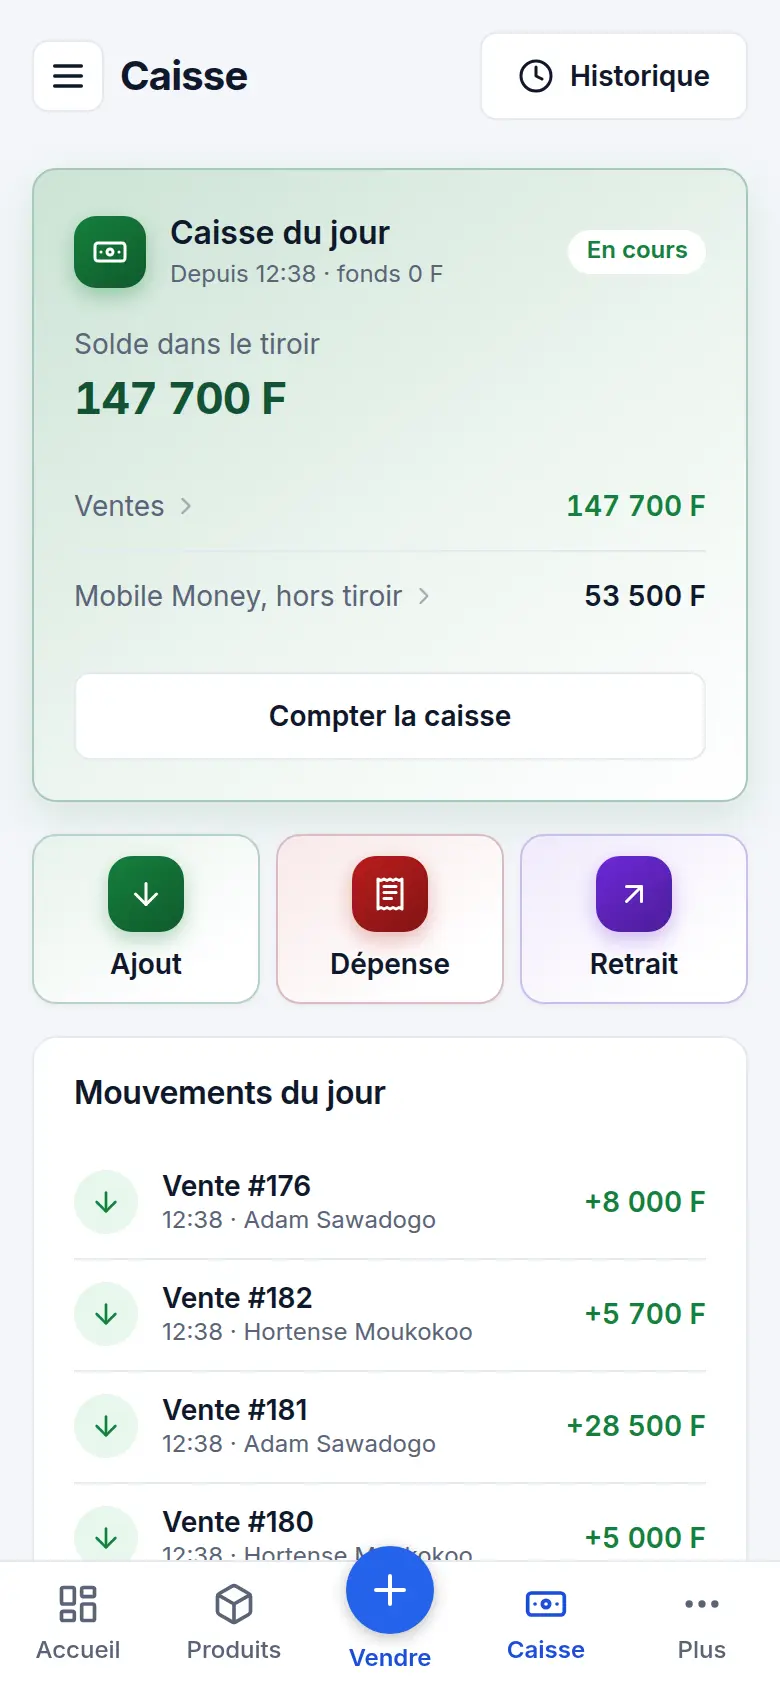 Caisse
Historique
Caisse du jour
Depuis 12:38 · fonds 0 F
En cours
Solde dans le tiroir
147 700 F
Ventes
147 700 F
Mobile Money, hors tiroir
53 500 F
Compter la caisse
Ajout
Dépense
Retrait
Mouvements du jour
Vente #176
12:38 · Adam Sawadogo
+8 000 F
Vente #182
12:38 · Hortense Moukokoo
+5 700 F
Vente #181
12:38 · Adam Sawadogo
+28 500 F
Vente #180
12:38 · Hortense
+5 000 F
Accueil
Produits
Vendre
Caisse
Plus